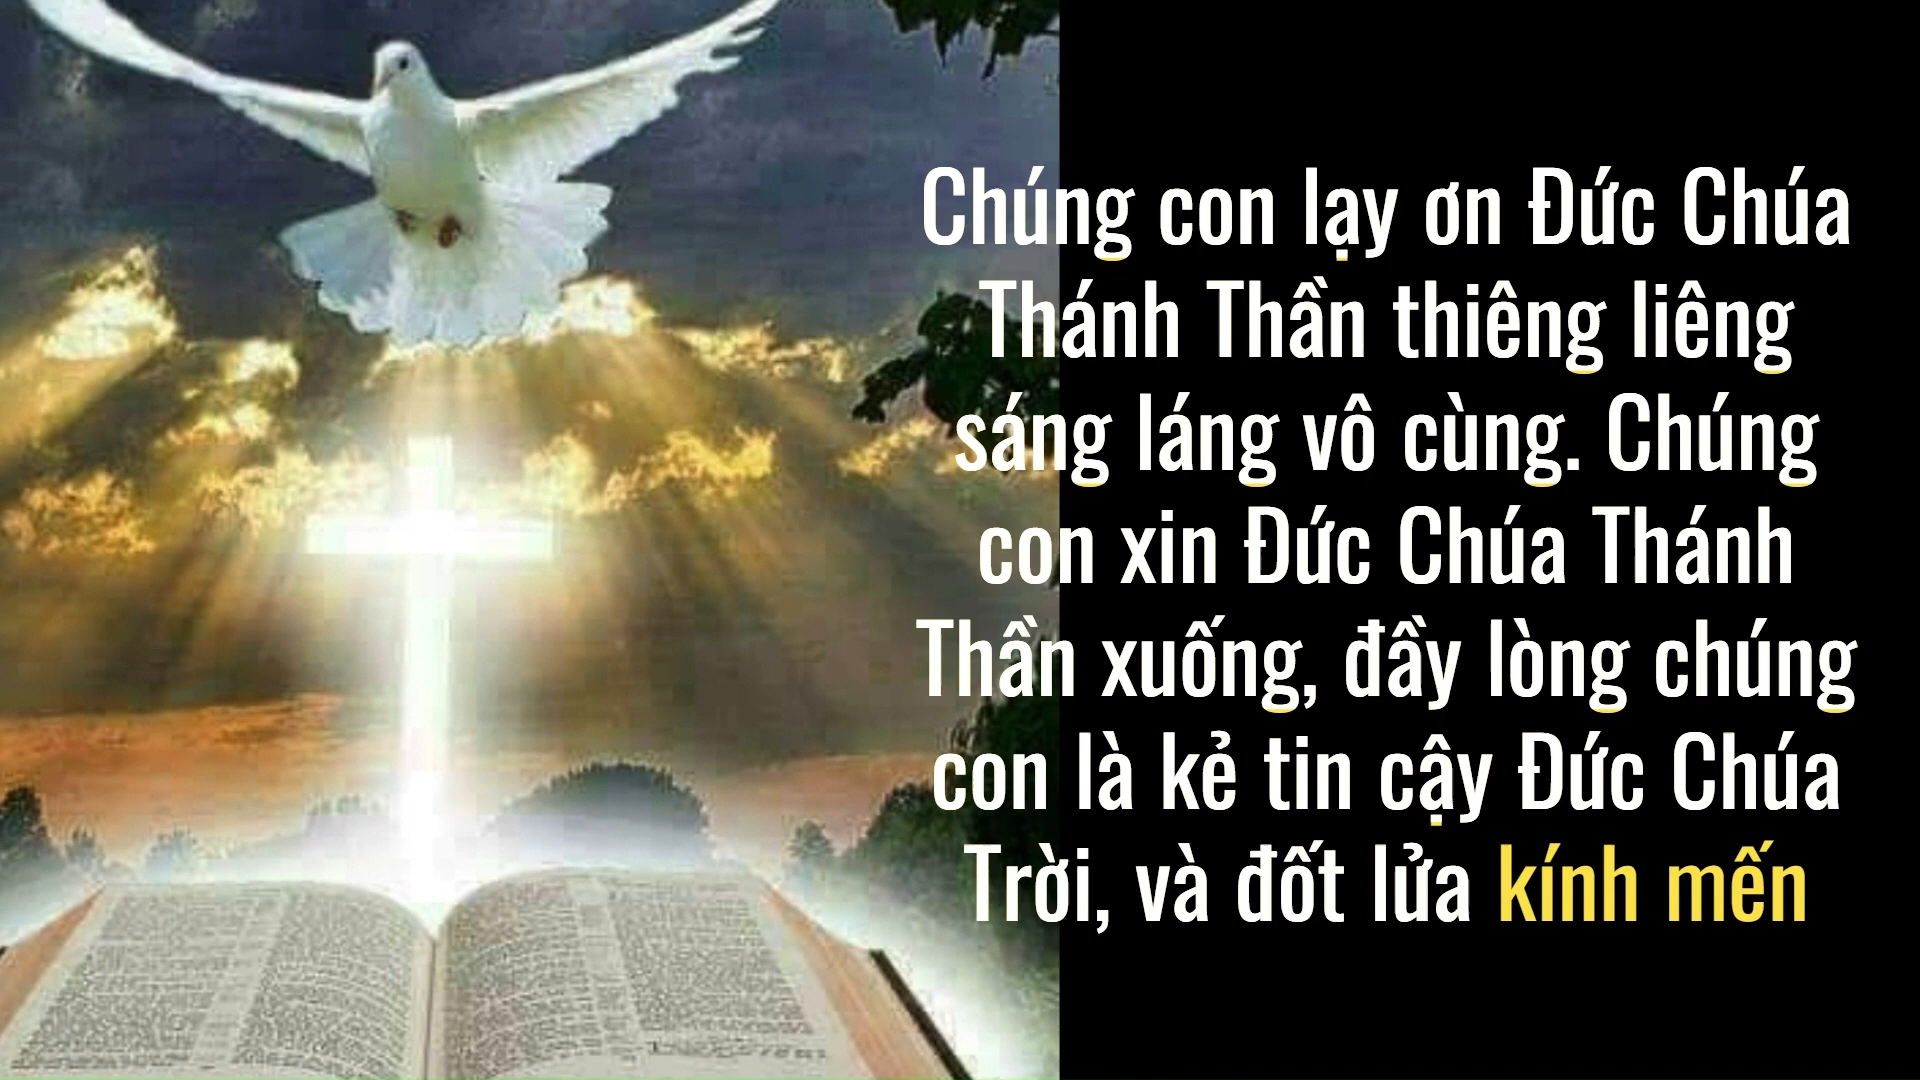 Chúng con lạy ơn Đức Chúa
Thánh Thần thiêng liêng
sáng láng vô cùng. Chúng
con xin Đức Chúa Thánh
Thần xuống, đầy lòng chúng
con là kẻ tin cậy Đức Chúa
Trời, và đốt lửa kính mến